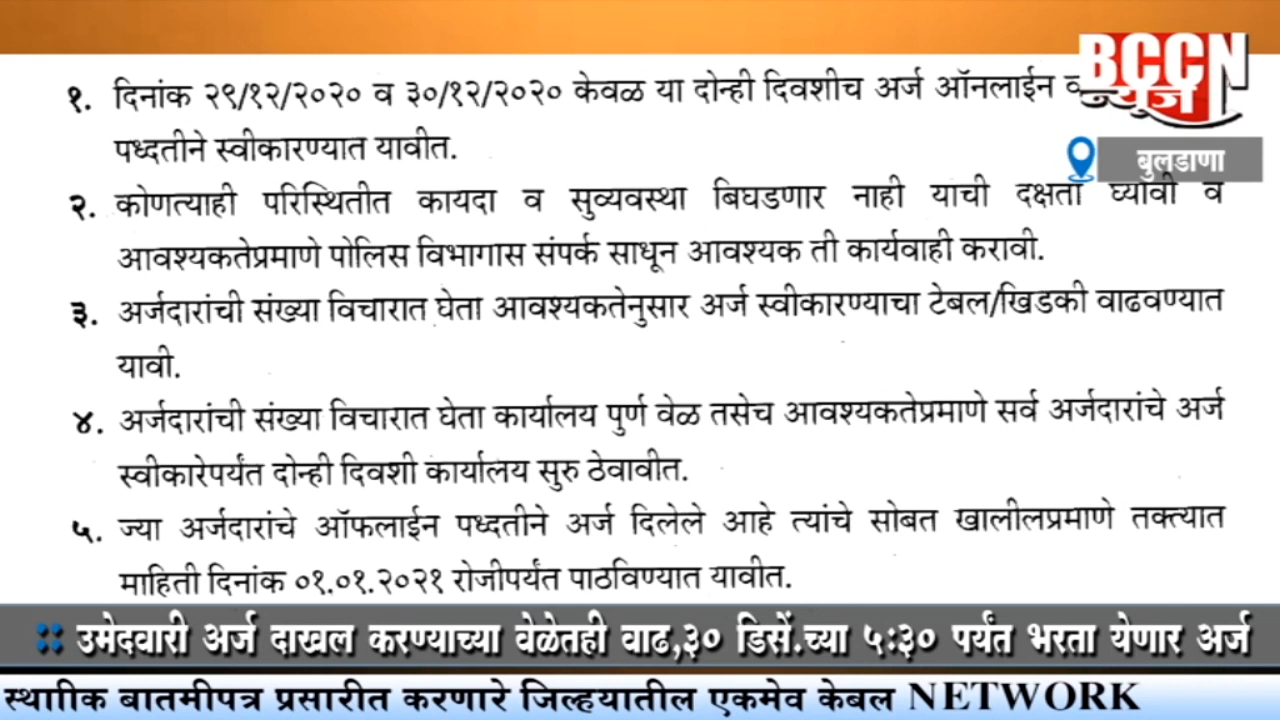 BCCN
न्यूज
बुलडाणा
१. दिनांक २९/१२/२०२० व ३०/१२/२०२० केवळ या दोन्ही दिवशीच अर्ज ऑनलाईन व
पध्दतीने स्वीकारण्यात यावीत.
२. कोणत्याही परिस्थितीत कायदा व सुव्यवस्था बिघडणार नाही याची दक्षता घ्यावी व
आवश्यकतेप्रमाणे पोलिस विभागास संपर्क साधून आवश्यक ती कार्यवाही करावी.
३. अर्जदारांची संख्या विचारात घेता आवश्यकतेनुसार अर्ज स्वीकारण्याचा टेबल/खिडकी वाढवण्यात
यावी.
४. अर्जदारांची संख्या विचारात घेता कार्यालय पुर्ण वेळ तसेच आवश्यकतेप्रमाणे सर्व अर्जदारांचे अर्ज
स्वीकारेपर्यंत दोन्ही दिवशी कार्यालय सुरु ठेवावीत.
५. ज्या अर्जदारांचे ऑफलाईन पध्दतीने अर्ज दिलेले आहे त्यांचे सोबत खालीलप्रमाणे तक्त्यात
माहिती दिनांक ०१.०१.२०२१ रोजीपर्यंत पाठविण्यात यावीत.
उमेदवारी अर्ज दाखल करण्याच्या वेळेतही वाढ,३० डिसें.च्या ५:३० पर्यंत भरता येणार अर्ज
स्थाािक बातमीपत्र प्रसारीत करणारे जिल्हयातील एकमेव केबल NETWORK